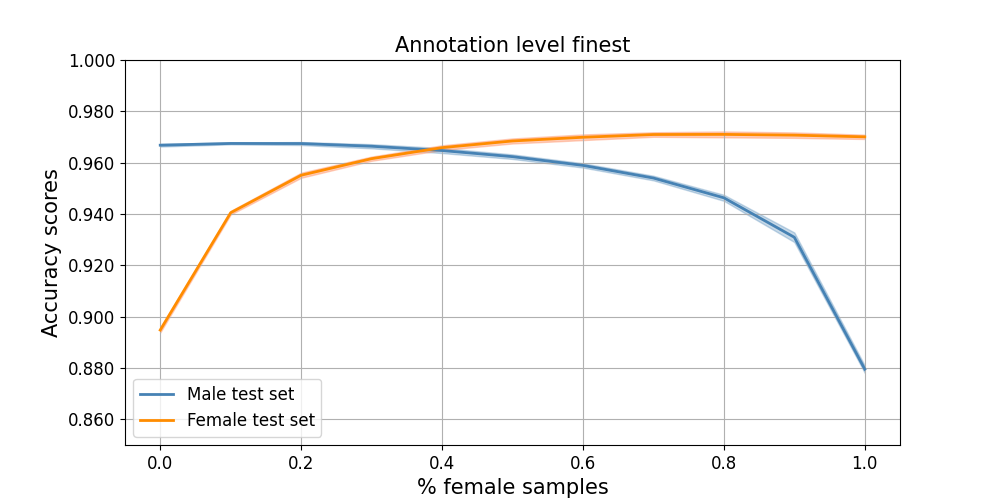 Annotation level finest
Accuracy scores
1.000
0.980
0.960
0.940
0.920
0.900
0.880
0.860
Male test set
Female test set
0.0 0.2 0.4 0.6 0.8 1.0
% female samples